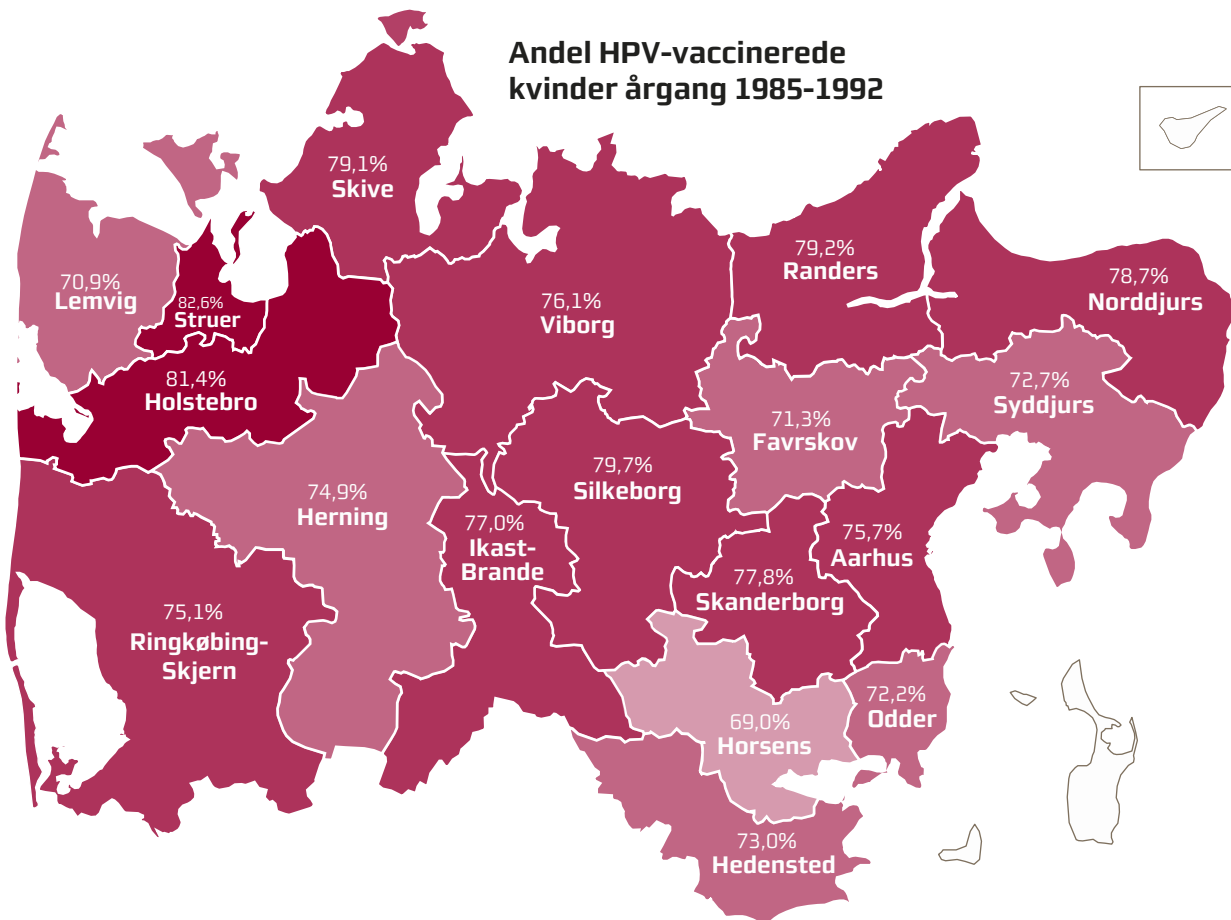 Andel HPV-vaccinerede
kvinder årgang 1985-1992
79,1%
Skive
70,9%
Lemvig
82,6%
Struer
76,1%
Viborg
79,2%
Randers
78,7%
Norddjurs
81,4%
Holstebro
72,7%
Syddjurs
71,3%
Favrskov
79,7%
Silkeborg
74,9%
Herning
77,0%
Ikast-
Brande
75,7%
Aarhus
77,8%
Skanderborg
75,1%
Ringkøbing-
Skjern
72,2%
Odder
69,0%
Horsens
73,0%
Hedensted